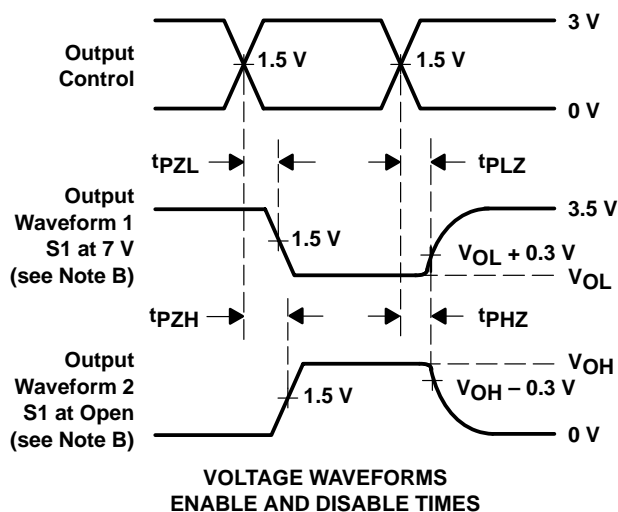 Output
Control
3 V
1.5 V
1.5 V
0 V
tPZL
tPLZ
Output
Waveform 1
S1 at 7 V
(see Note B)
3.5 V
1.5 V
VOL + 0.3 V
VOL
tPZH
tPHZ
Output
Waveform 2
S1 at Open
(see Note B)
VOH
1.5 V
VOH – 0.3 V
0 V
VOLTAGE WAVEFORMS
ENABLE AND DISABLE TIMES